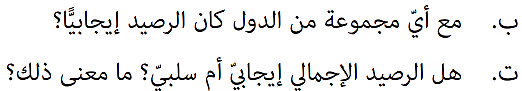 ب. مع أيّ مجموعة من الدول كان الرصيد إيجابيًّا؟
ت. هل الرصيد الإجمالي إيجابيّ أم سلبيّ؟ ما معنى ذلك؟